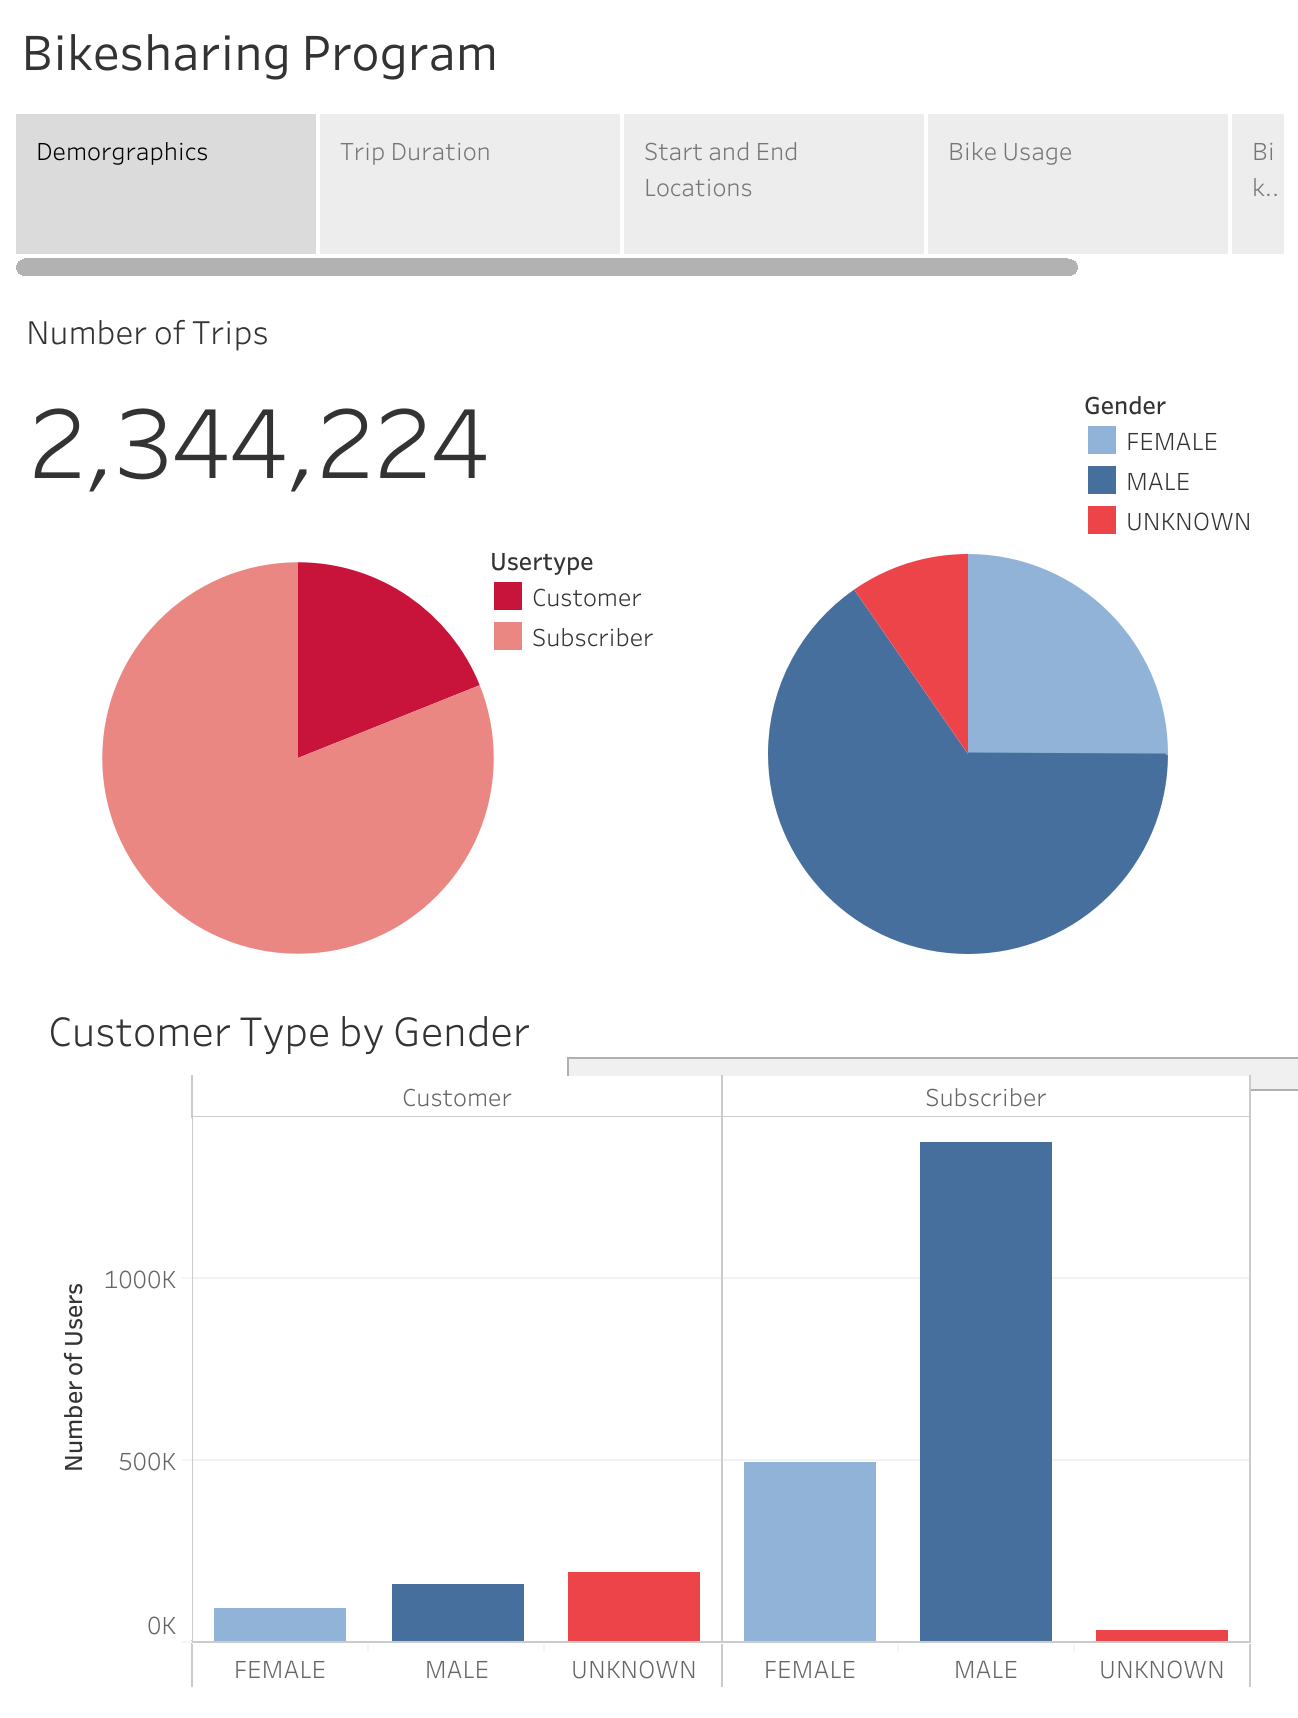 Bikesharing Program
Demorgraphics
Trip Duration
Start and End
Locations
Bike Usage
Bi
k..
Number of Trips
2,344,224
Usertype
Customer
Subscriber
Gender
FEMALE
MALE
UNKNOWN
Customer Type by Gender
Customer
Subscriber
Number of Users
1000K
500K
0K
FEMALE
MALE
UNKNOWN
FEMALE
MALE
UNKNOWN